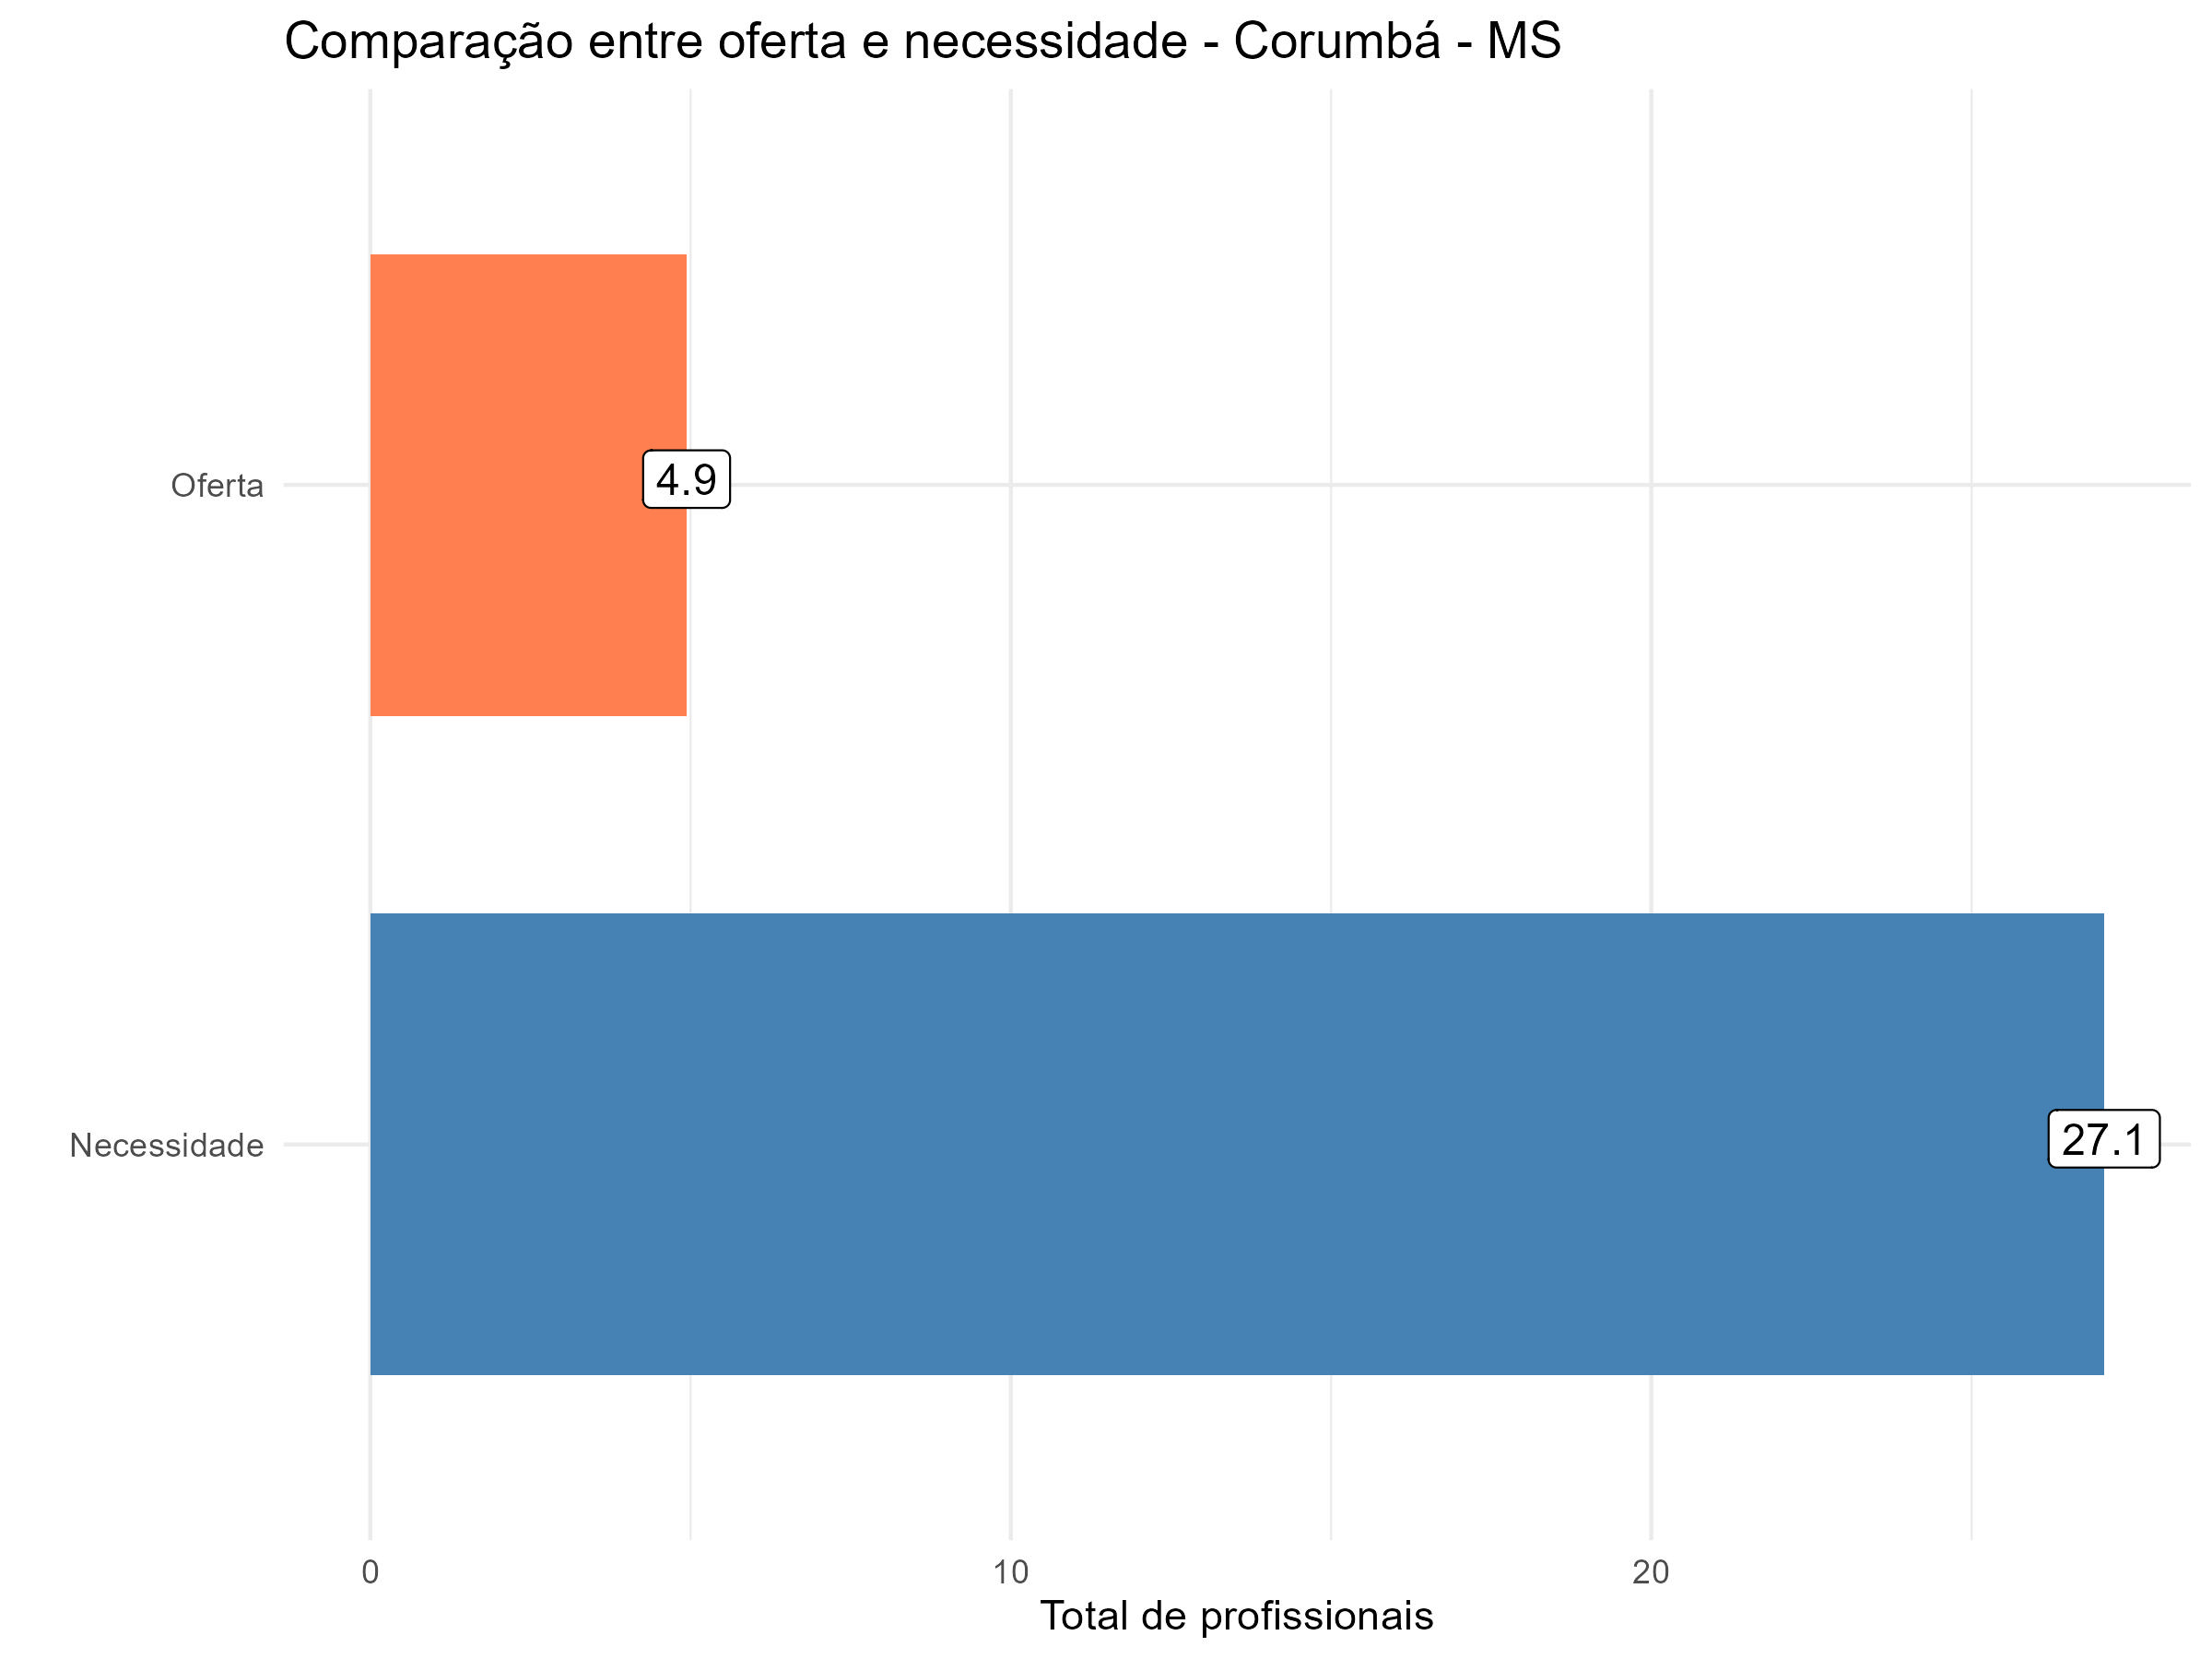 Comparação entre oferta e necessidade - Corumbá - MS
Oferta
4.9
Necessidade
27.1
0
10
20
Total de profissionais